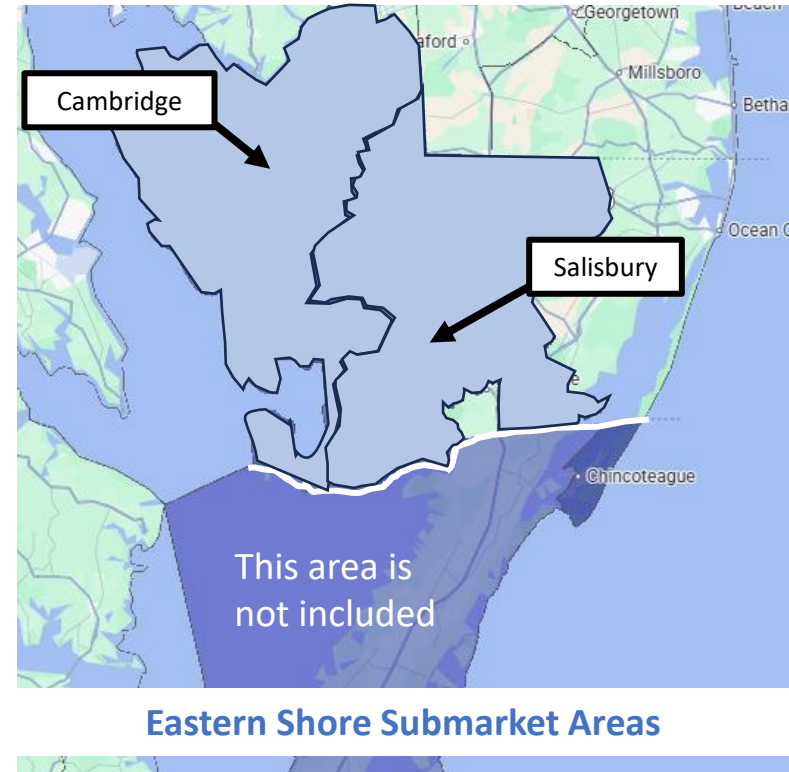 Georgetown
aford
Millsboro
Cambridge
Betha
Ocean C
Salisbury
e
Chincoteague
This area is
not included
Eastern Shore Submarket Areas